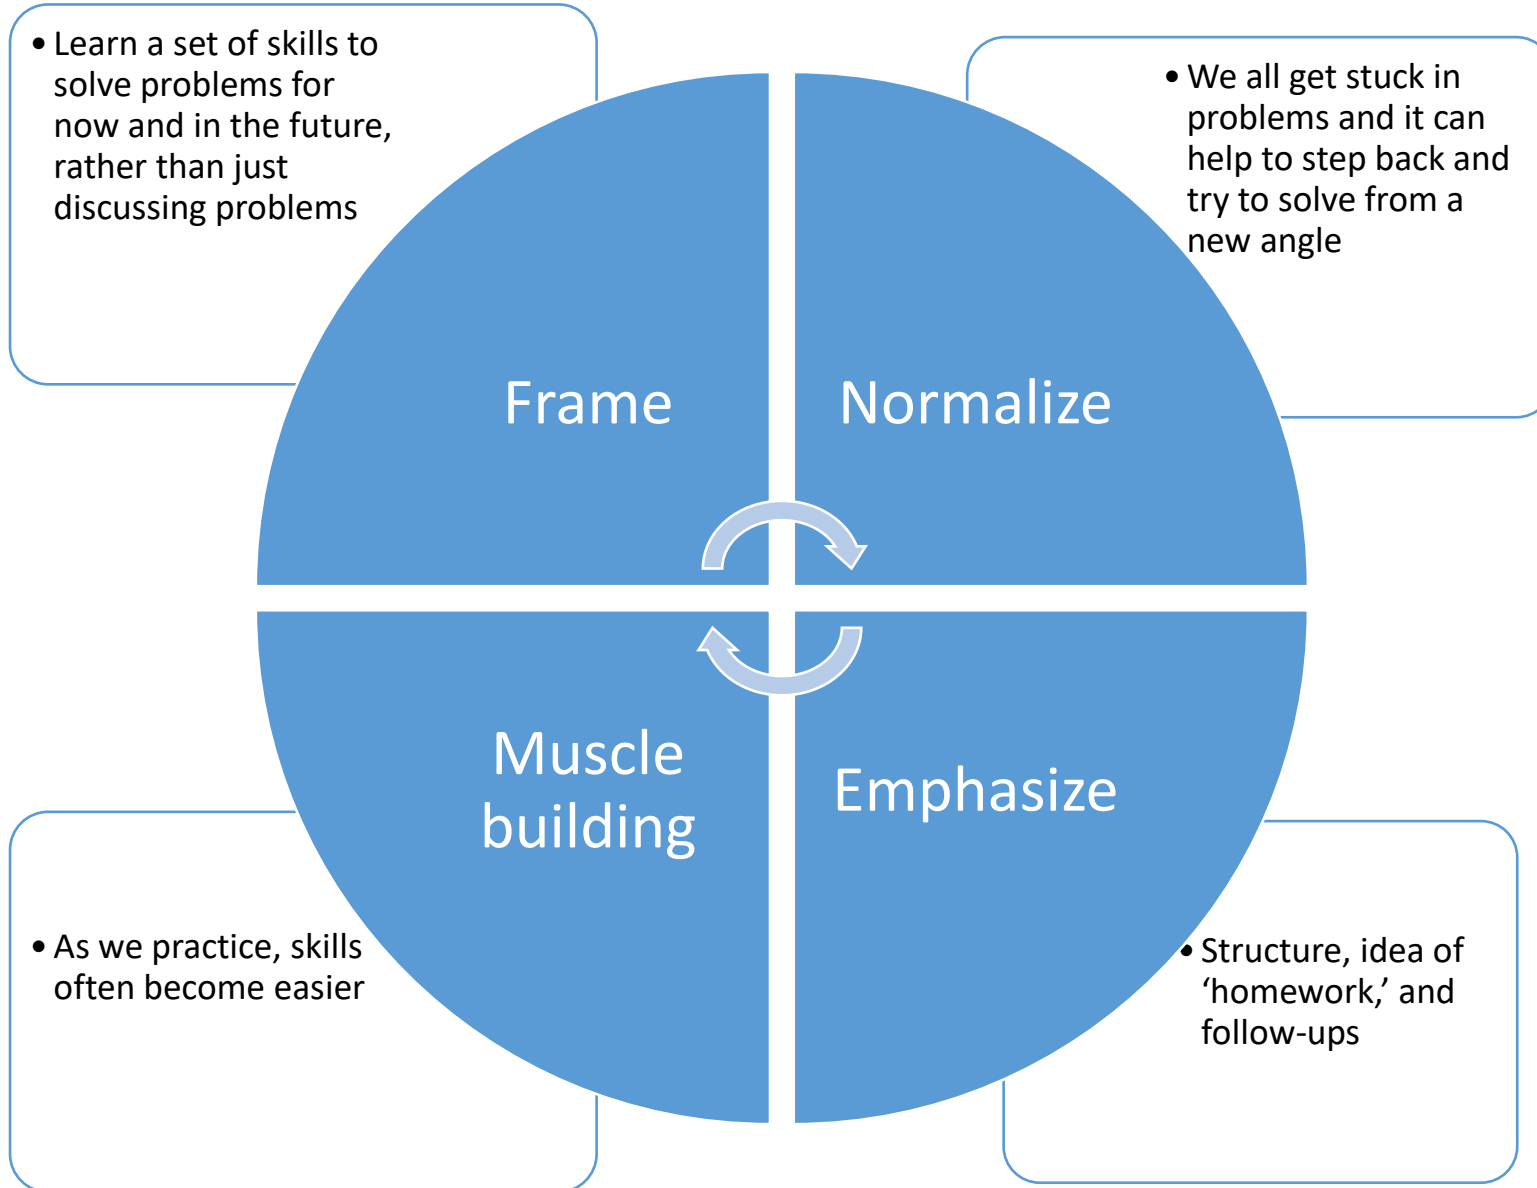 • Learn a set of skills to
solve problems for
now and in the future,
rather than just
discussing problems
• We all get stuck in
problems and it can
help to step back and
try to solve from a
new angle
Frame
Normalize
Muscle
building
Emphasize
• As we practice, skills
often become easier
• Structure, idea of
‘homework,’ and
follow-ups